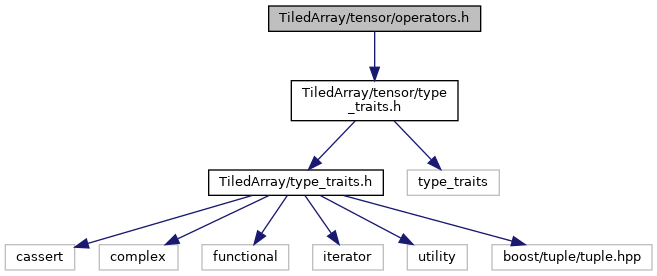 TiledArray/tensor/operators.h
TiledArray/tensor/type
_traits.h
TiledArray/type_traits.h
type_traits
cassert
complex
functional
iterator
utility
boost/tuple/tuple.hpp